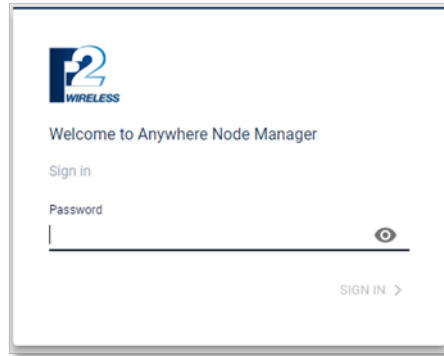 P2
WIRELESS
Welcome to Anywhere Node Manager
Sign in
Password
SIGN IN >